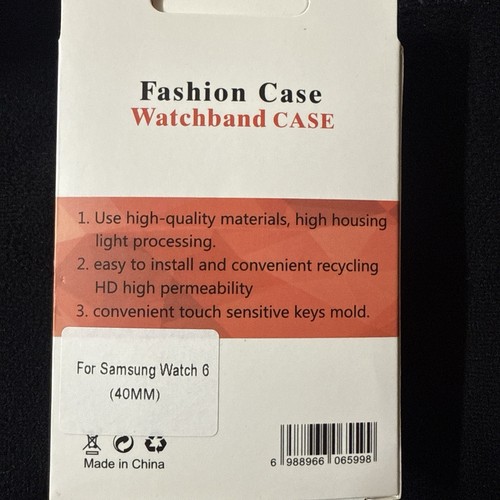 Fashion Case
Watchband CASE
1. Use high-quality materials, high housing
light processing.
2. easy to install and convenient recycling
HD high permeability
3. convenient touch sensitive keys mold.
For Samsung Watch 6
(40MM)
Made in China
6 988966 065998